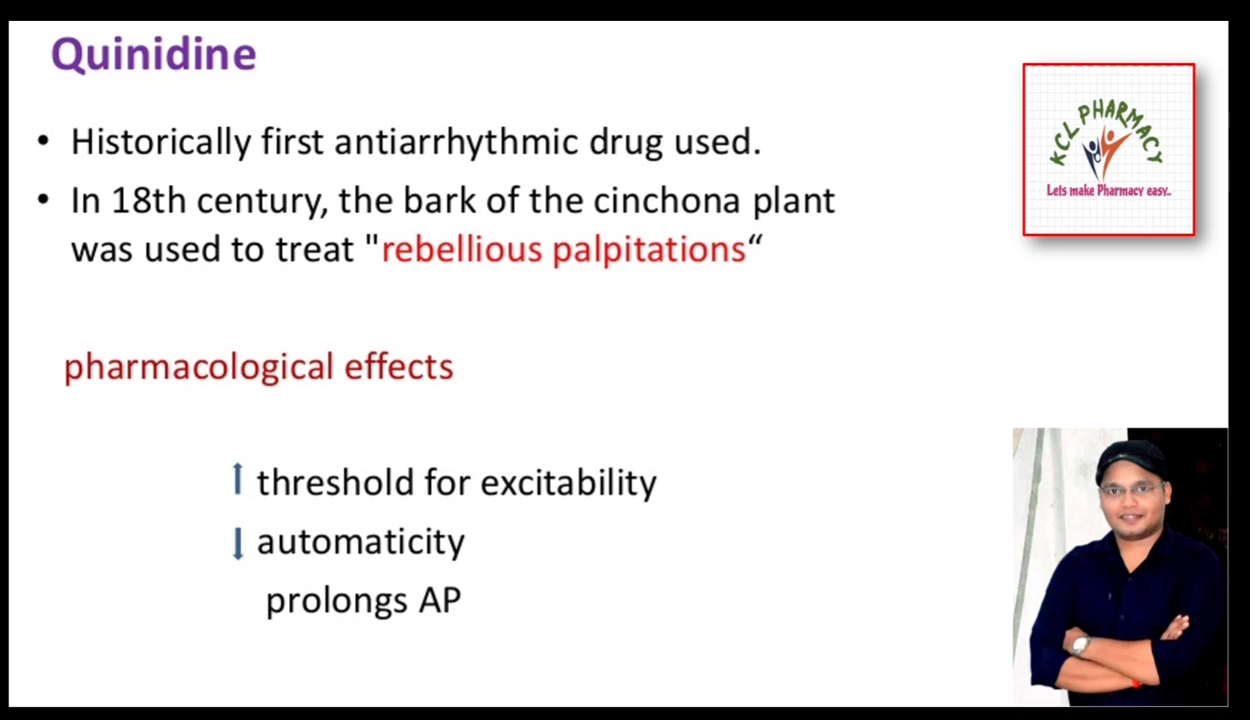 Quinidine
• Historically first antiarrhythmic drug used.
• In 18th century, the bark of the cinchona plant
was used to treat "rebellious palpitations“
pharmacological effects
↑ threshold for excitability
↓ automaticity
prolongs AP
KCL PHARMACY
Lets make Pharmacy easy..